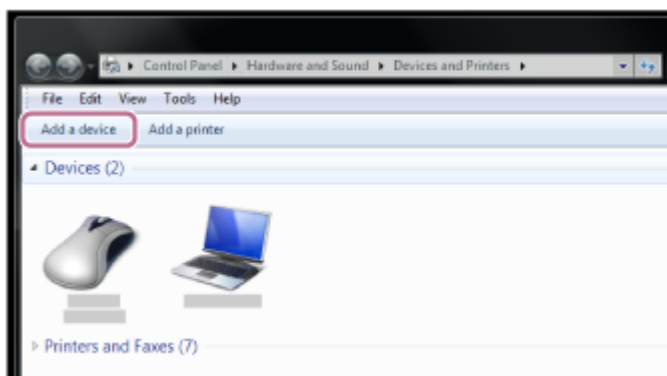 Control Panel Hardware and Sound Devices and Printers
File Edit View Tools Help
Add a device Add a printer
Devices (2)
Printers and Faxes (7)